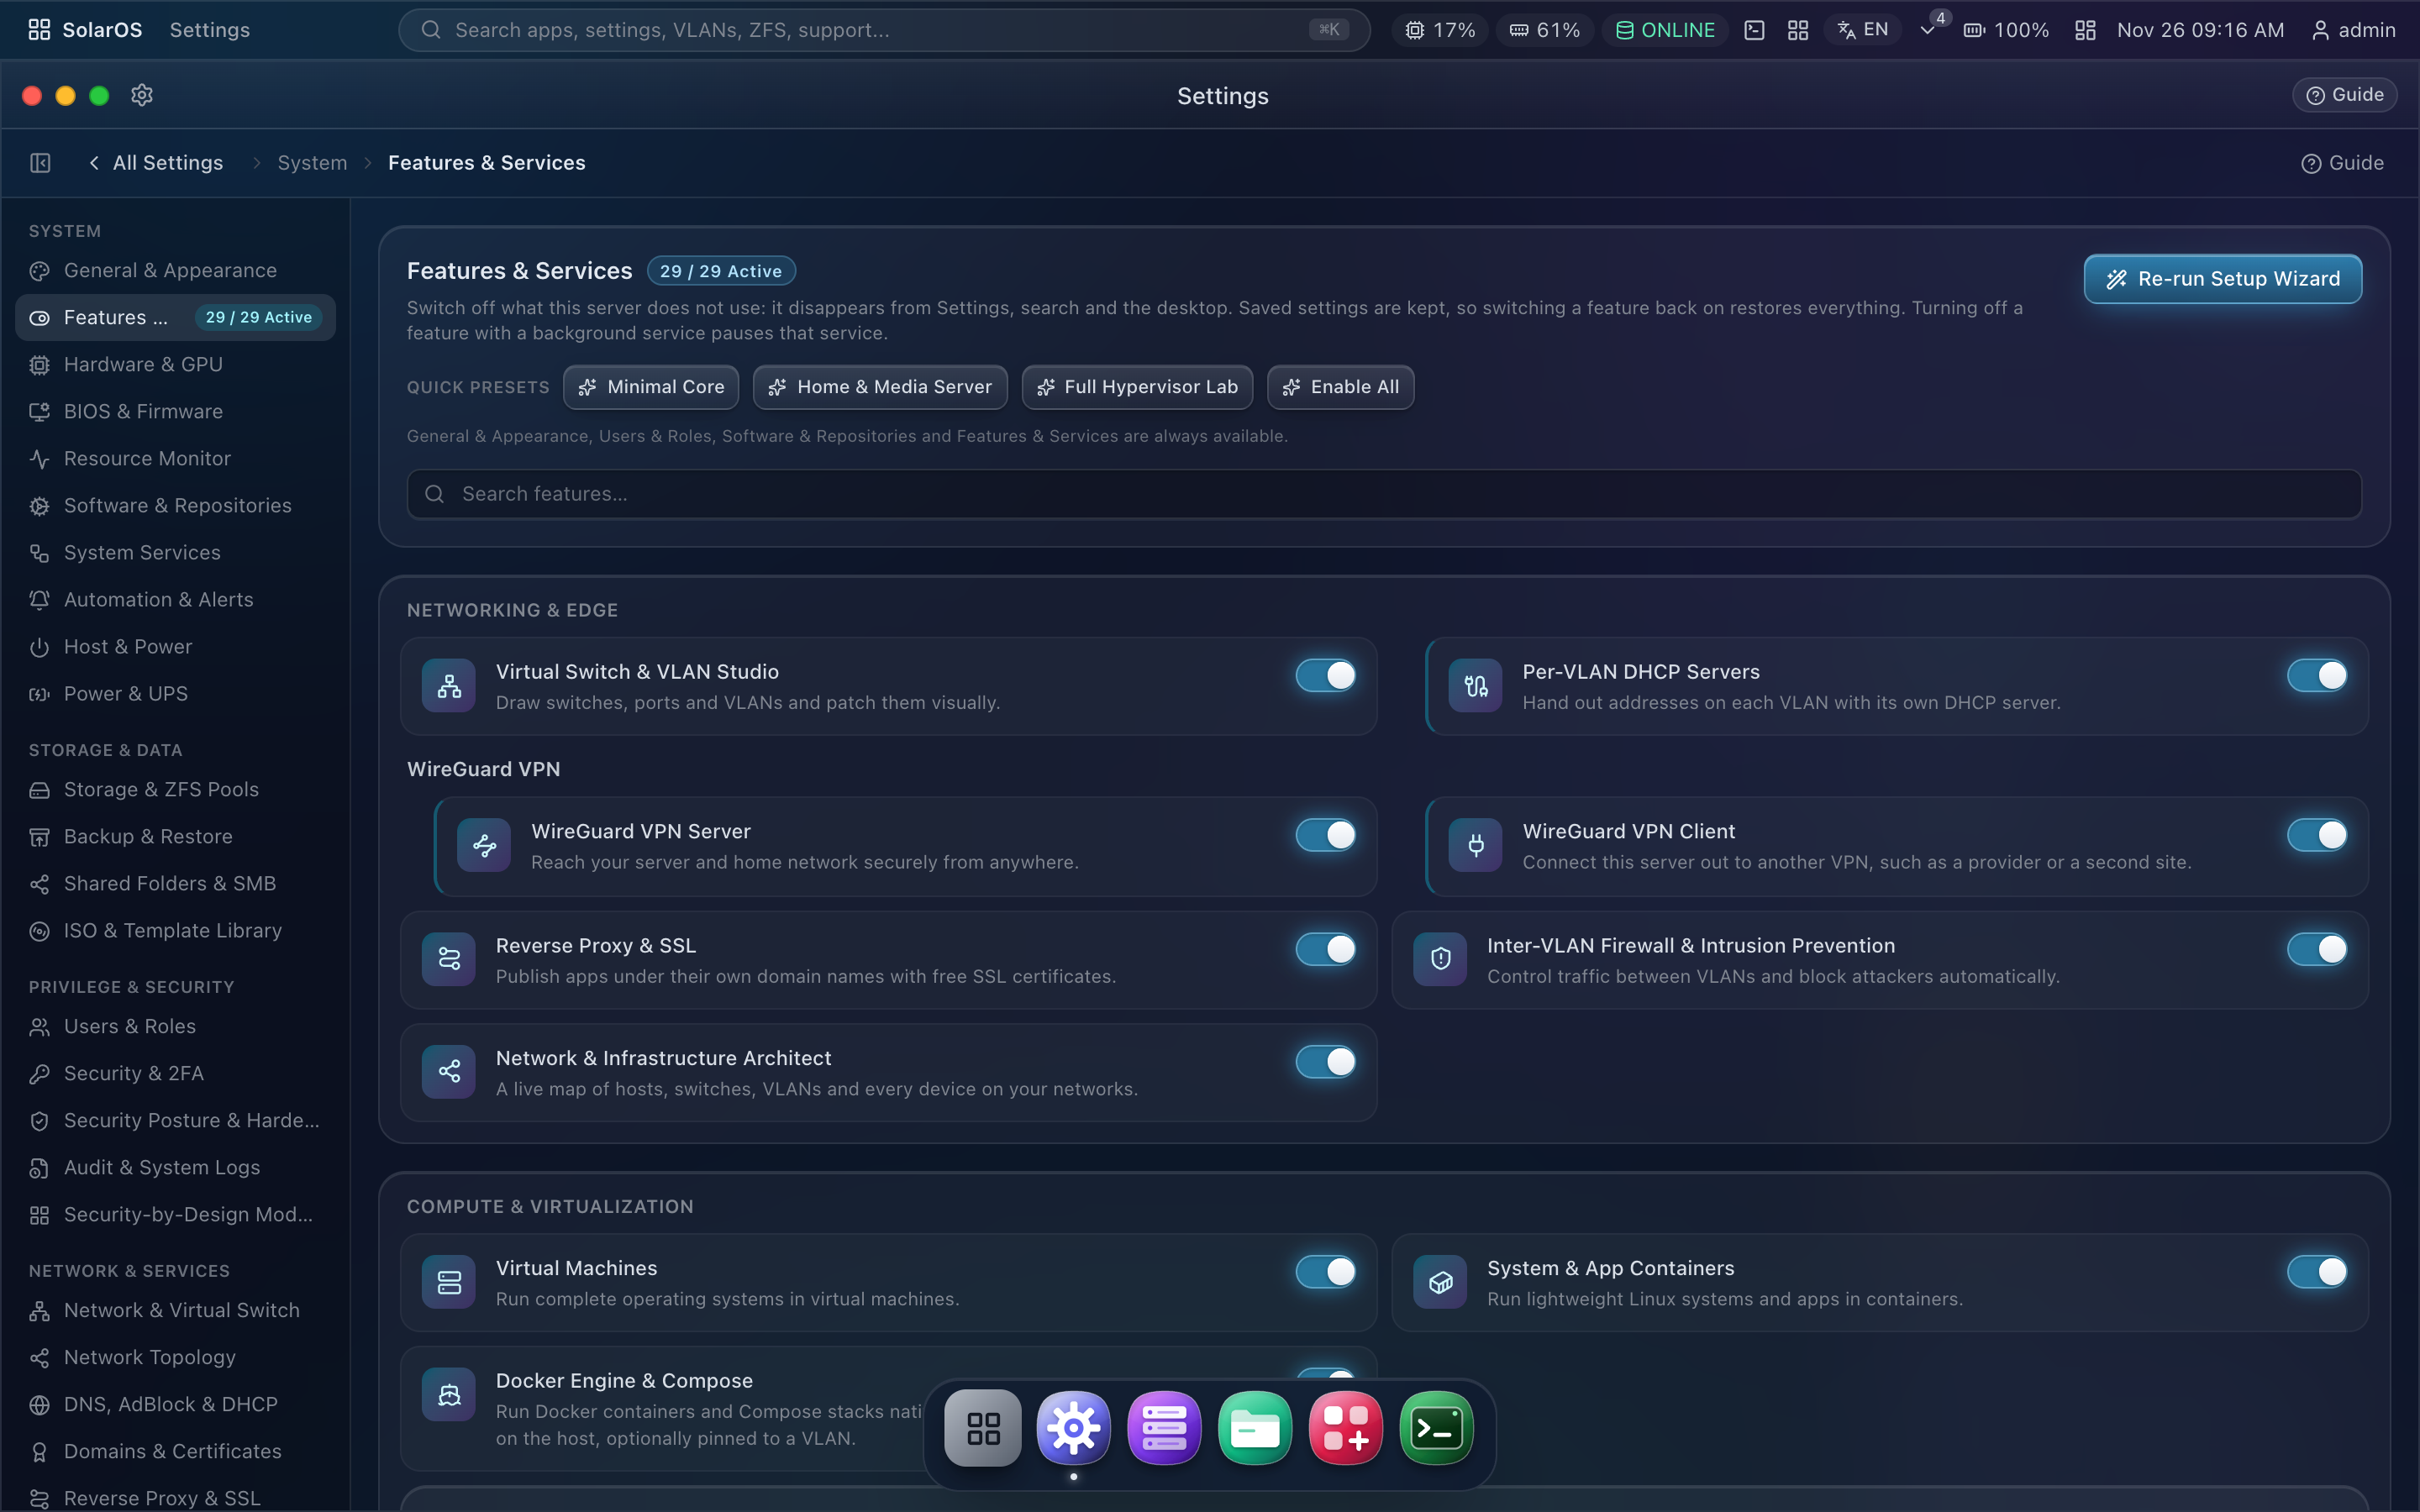 SolarOS Settings Search apps, settings, VLANs, ZFS, support... ⌘K 17% 61% ONLINE EN 4 100% Nov 26 09:16 AM admin
Settings Guide
All Settings System Features & Services Guide
SYSTEM
General & Appearance
Features ... 29 / 29 Active
Hardware & GPU
BIOS & Firmware
Resource Monitor
Software & Repositories
System Services
Automation & Alerts
Host & Power
Power & UPS
STORAGE & DATA
Storage & ZFS Pools
Backup & Restore
Shared Folders & SMB
ISO & Template Library
PRIVILEGE & SECURITY
Users & Roles
Security & 2FA
Security Posture & Harde...
Audit & System Logs
Security-by-Design Mod...
NETWORK & SERVICES
Network & Virtual Switch
Network Topology
DNS, AdBlock & DHCP
Domains & Certificates
Reverse Proxy & SSL
Features & Services 29 / 29 Active
Re-run Setup Wizard
Switch off what this server does not use: it disappears from Settings, search and the desktop. Saved settings are kept, so switching a feature back on restores everything. Turning off a
feature with a background service pauses that service.
QUICK PRESETS Minimal Core Home & Media Server Full Hypervisor Lab Enable All
General & Appearance, Users & Roles, Software & Repositories and Features & Services are always available.
Search features...
NETWORKING & EDGE
Virtual Switch & VLAN Studio
Draw switches, ports and VLANs and patch them visually.
Per-VLAN DHCP Servers
Hand out addresses on each VLAN with its own DHCP server.
WireGuard VPN
WireGuard VPN Server
Reach your server and home network securely from anywhere.
WireGuard VPN Client
Connect this server out to another VPN, such as a provider or a second site.
Reverse Proxy & SSL
Publish apps under their own domain names with free SSL certificates.
Inter-VLAN Firewall & Intrusion Prevention
Control traffic between VLANs and block attackers automatically.
Network & Infrastructure Architect
A live map of hosts, switches, VLANs and every device on your networks.
COMPUTE & VIRTUALIZATION
Virtual Machines
Run complete operating systems in virtual machines.
System & App Containers
Run lightweight Linux systems and apps in containers.
Docker Engine & Compose
Run Docker containers and Compose stacks nati
on the host, optionally pinned to a VLAN.